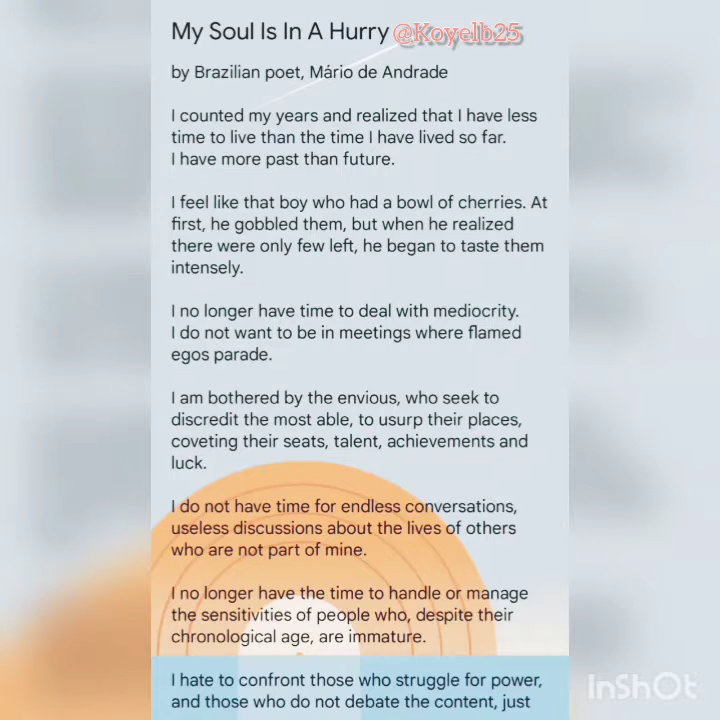 My Soul Is In A Hurry @Koyelb25
by Brazilian poet, Mário de Andrade
I counted my years and realized that I have less
time to live than the time I have lived so far.
I have more past than future.
I feel like that boy who had a bowl of cherries. At
first, he gobbled them, but when he realized
there were only few left, he began to taste them
intensely.
I no longer have time to deal with mediocrity.
I do not want to be in meetings where flamed
egos parade.
I am bothered by the envious, who seek to
discredit the most able, to usurp their places,
coveting their seats, talent, achievements and
luck.
I do not have time for endless conversations,
useless discussions about the lives of others
who are not part of mine.
I no longer have the time to handle or manage
the sensitivities of people who, despite their
chronological age, are immature.
I hate to confront those who struggle for power,
and those who do not debate the content, just
InShOt